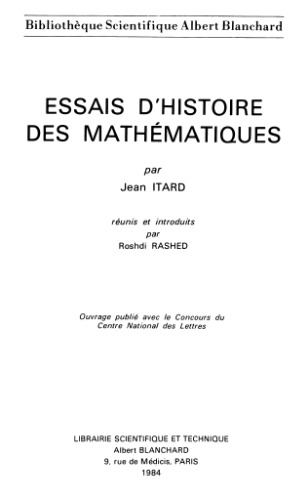 Bibliothèque Scientifique Albert Blanchard
ESSAIS D'HISTOIRE
DES MATHÉMATIQUES
par
Jean ITARD
réunis et introduits
par
Roshdi RASHED
Ouvrage publié avec le Concours du
Centre National des Lettres
LIBRAIRIE SCIENTIFIQUE ET TECHNIQUE
Albert BLANCHARD
9, rue de Médicis, PARIS
1984